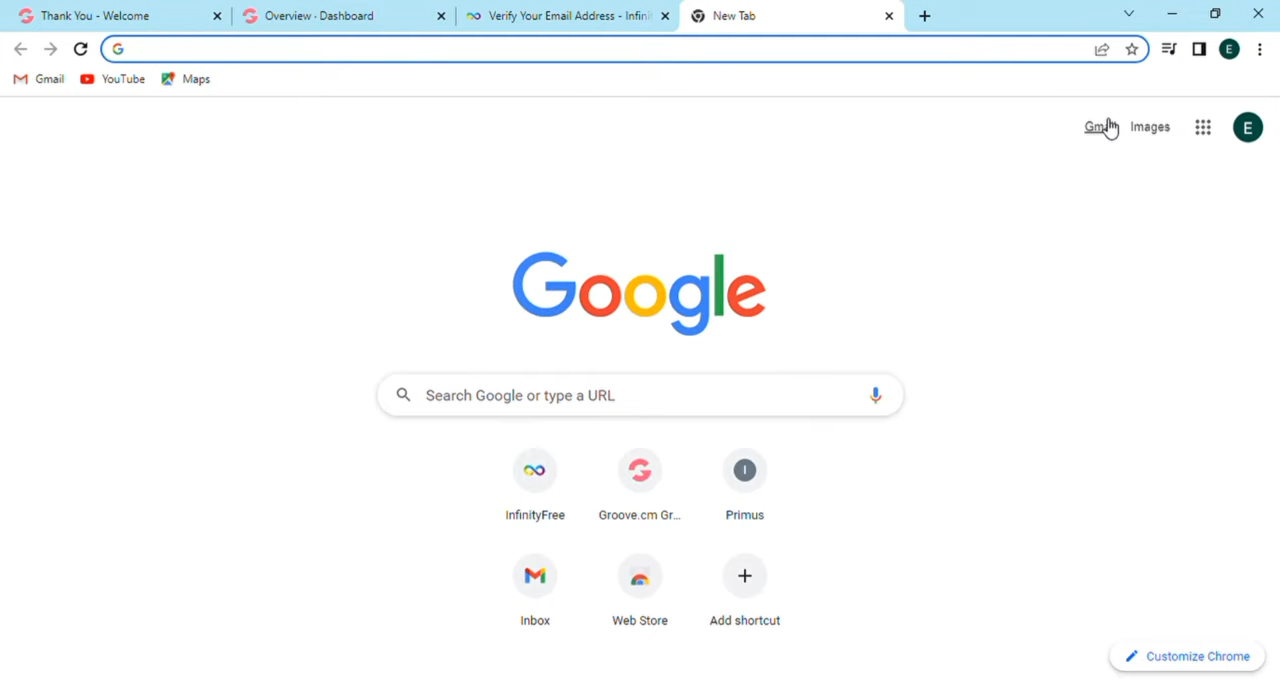 Thank You - Welcome
Overview · Dashboard
Verify Your Email Address - Infini
New Tab
Gmail
YouTube
Maps
E
Images
E
Google
Search Google or type a URL
InfinityFree
Groove.cm Gr...
I
Primus
Inbox
Web Store
Add shortcut
Customize Chrome